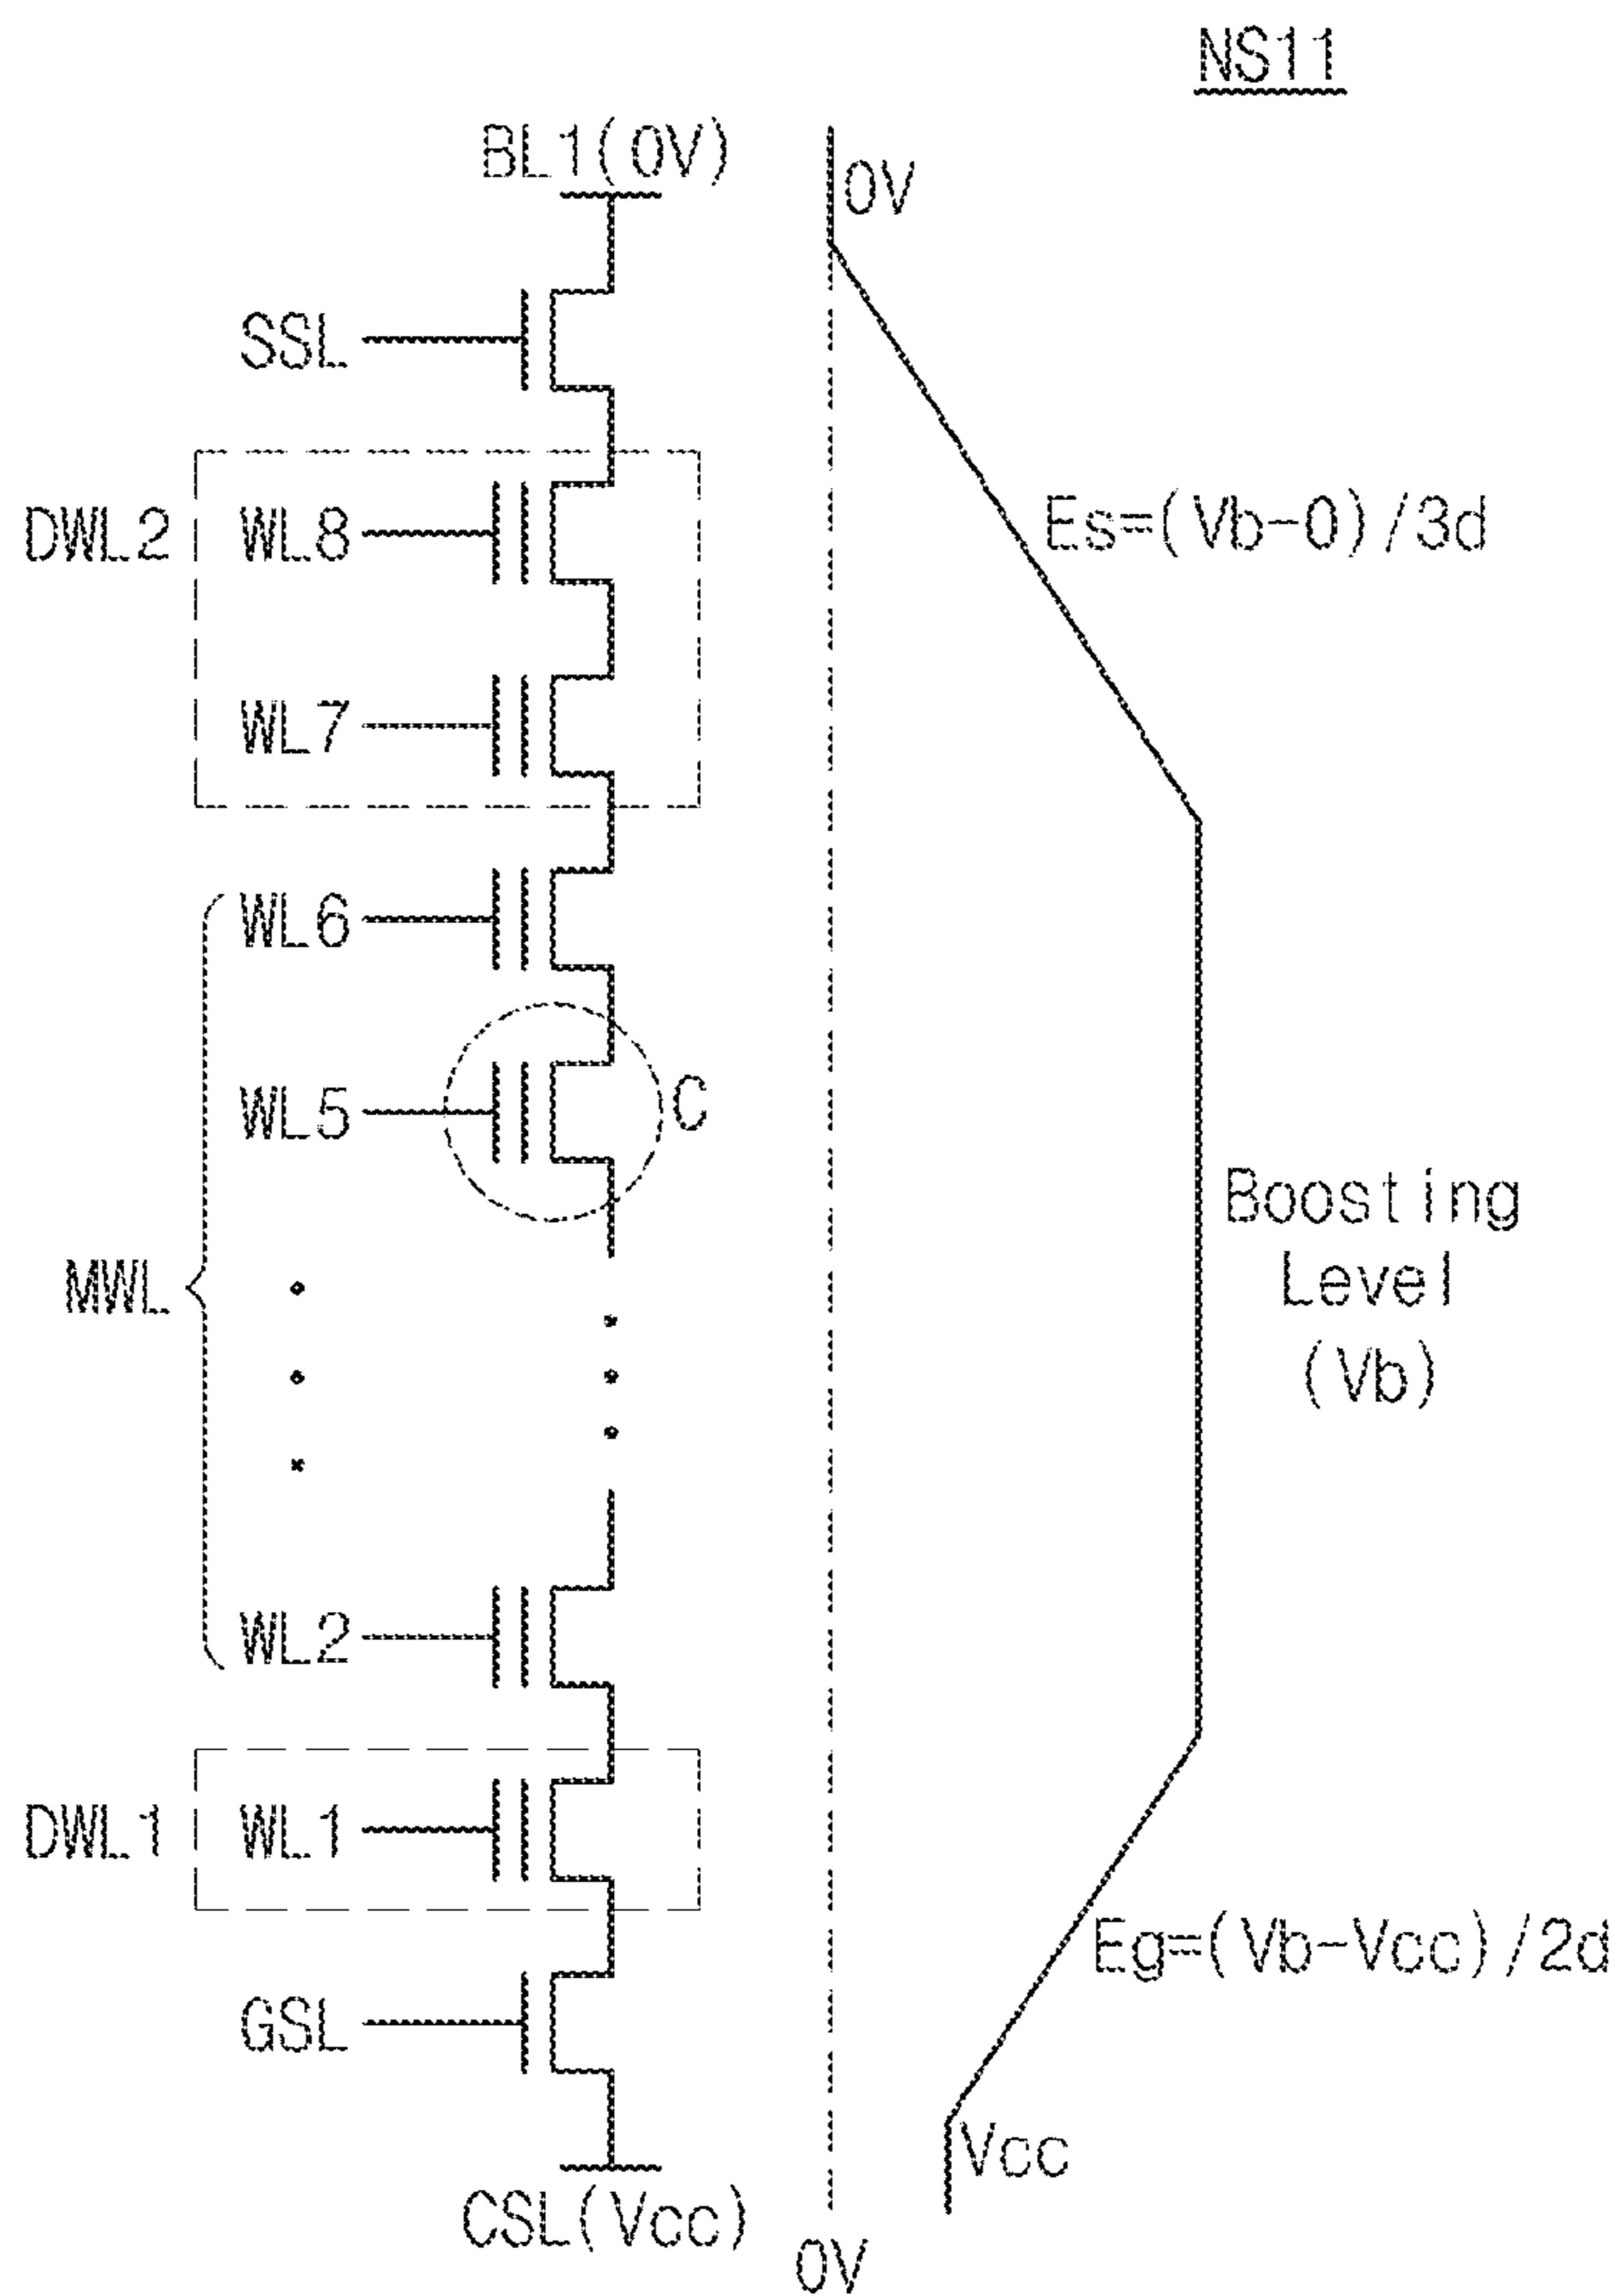 NS11
BL1(0V)
0V
SSL
DWL2
WL8
Es=(Vb-0)/3d
WL7
WL6
WL5
C
MWL
Boosting
Level
(Vb)
WL2
DWL1
WL1
Eg=(Vb-Vcc)/2d
GSL
Vcc
CSL(Vcc)
0V